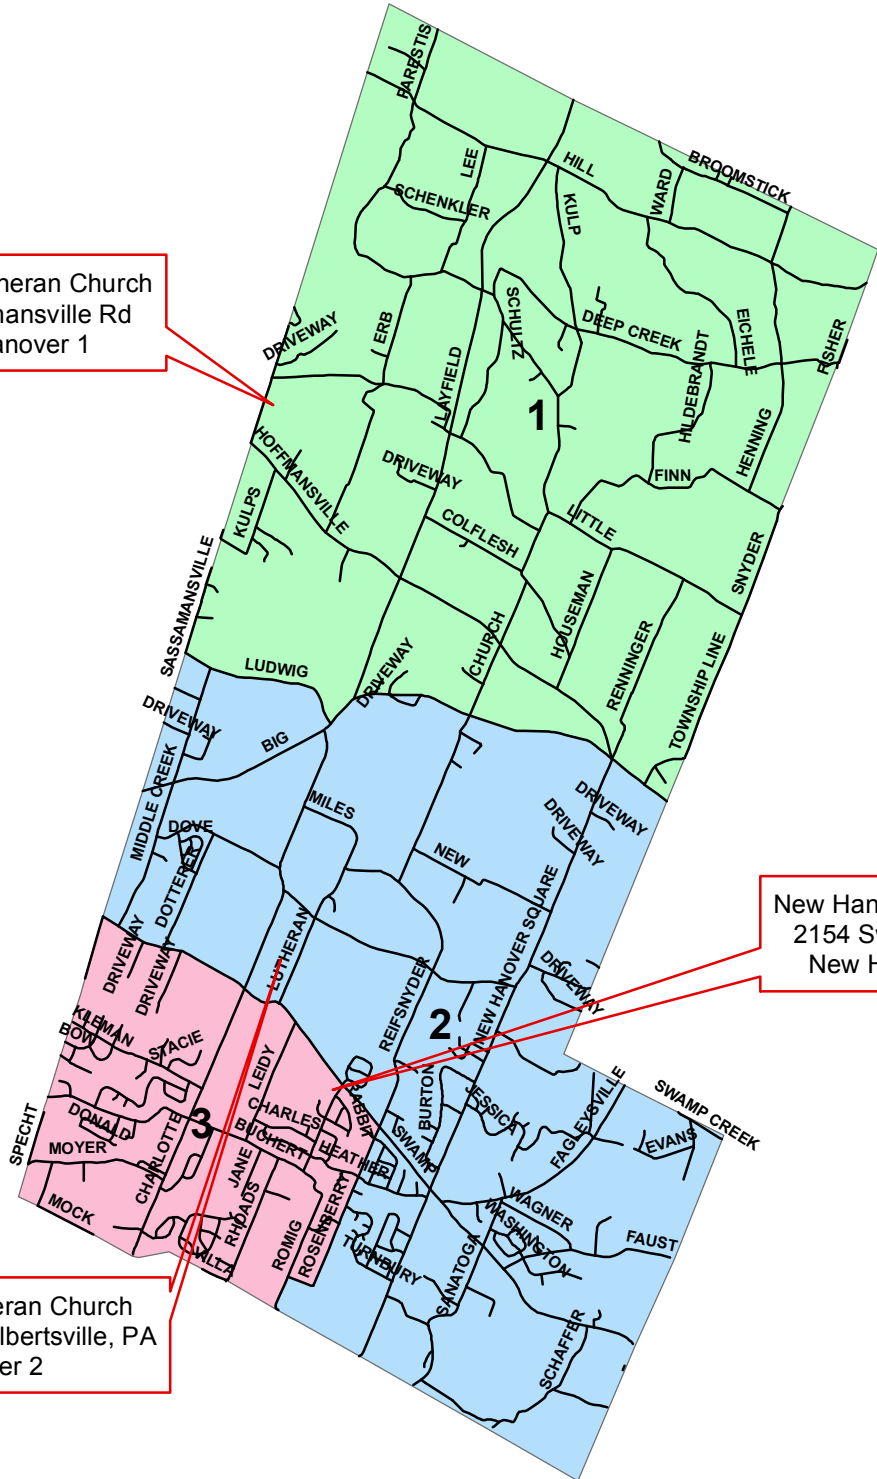 PARESTIS
BROOMSTICK
HILL
LEE
WARD
SCHENKLER
KULP
heran Church
mansville Rd
anover 1
DRIVEWAY
ERB
SCHULTZ
DEEP CREEK
EICHELE
FISHER
LAYFIELD
HILDEBRANDT
1
HENNING
HOFFMANSVILLE
DRIVEWAY
FINN
KULPS
COLFLESH
LITTLE
SNYDER
SASSAMANSVILLE
HOUSEMAN
CHURCH
RENNINGER
LUDWIG
DRIVEWAY
TOWNSHIP LINE
DRIVEWAY
BIG
MIDDLE CREEK
MILES
DRIVEWAY
DRIVEWAY
DOVE
NEW
DOTTERER
NEW HANOVER SQUARE
New Han
2154 Sw
New H
LUTHERAN
DRIVEWAY
DRIVEWAY
DRIVEWAY
REIFSNYDER
2
KLEMAN
BOW
STACIE
LEIDY
RABBIT
BURTON
JESSICA
FAGLEYSVILLE
SWAMP CREEK
EVANS
DONALD
CHARLES
3
BUCHERT
HEATHER
SWAMP
SPECHT
MOYER
CHARLOTTE
JANE
RHOADS
ROSENBERRY
WAGNER
WASHINGTON
FAUST
MOCK
ROMIG
VILLA
TURNBURY
SANATOGA
SCHAFFER
eran Church
lbertsville, PA
er 2